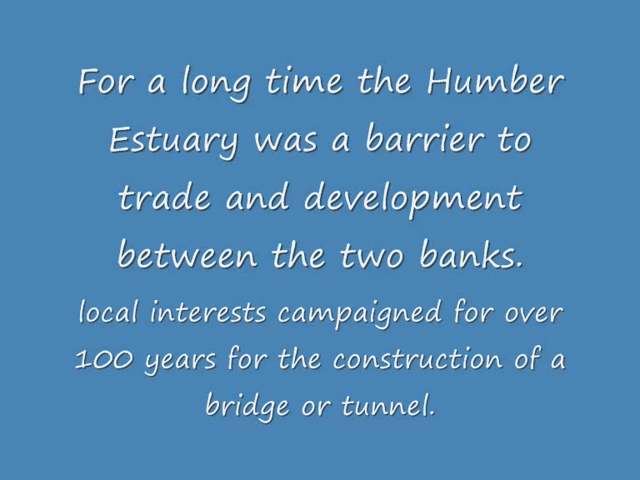 For a long time the Humber
Estuary was a barrier to
trade and development
between the two banks.
local interests campaigned for over
100 years for the construction of a
bridge or tunnel.